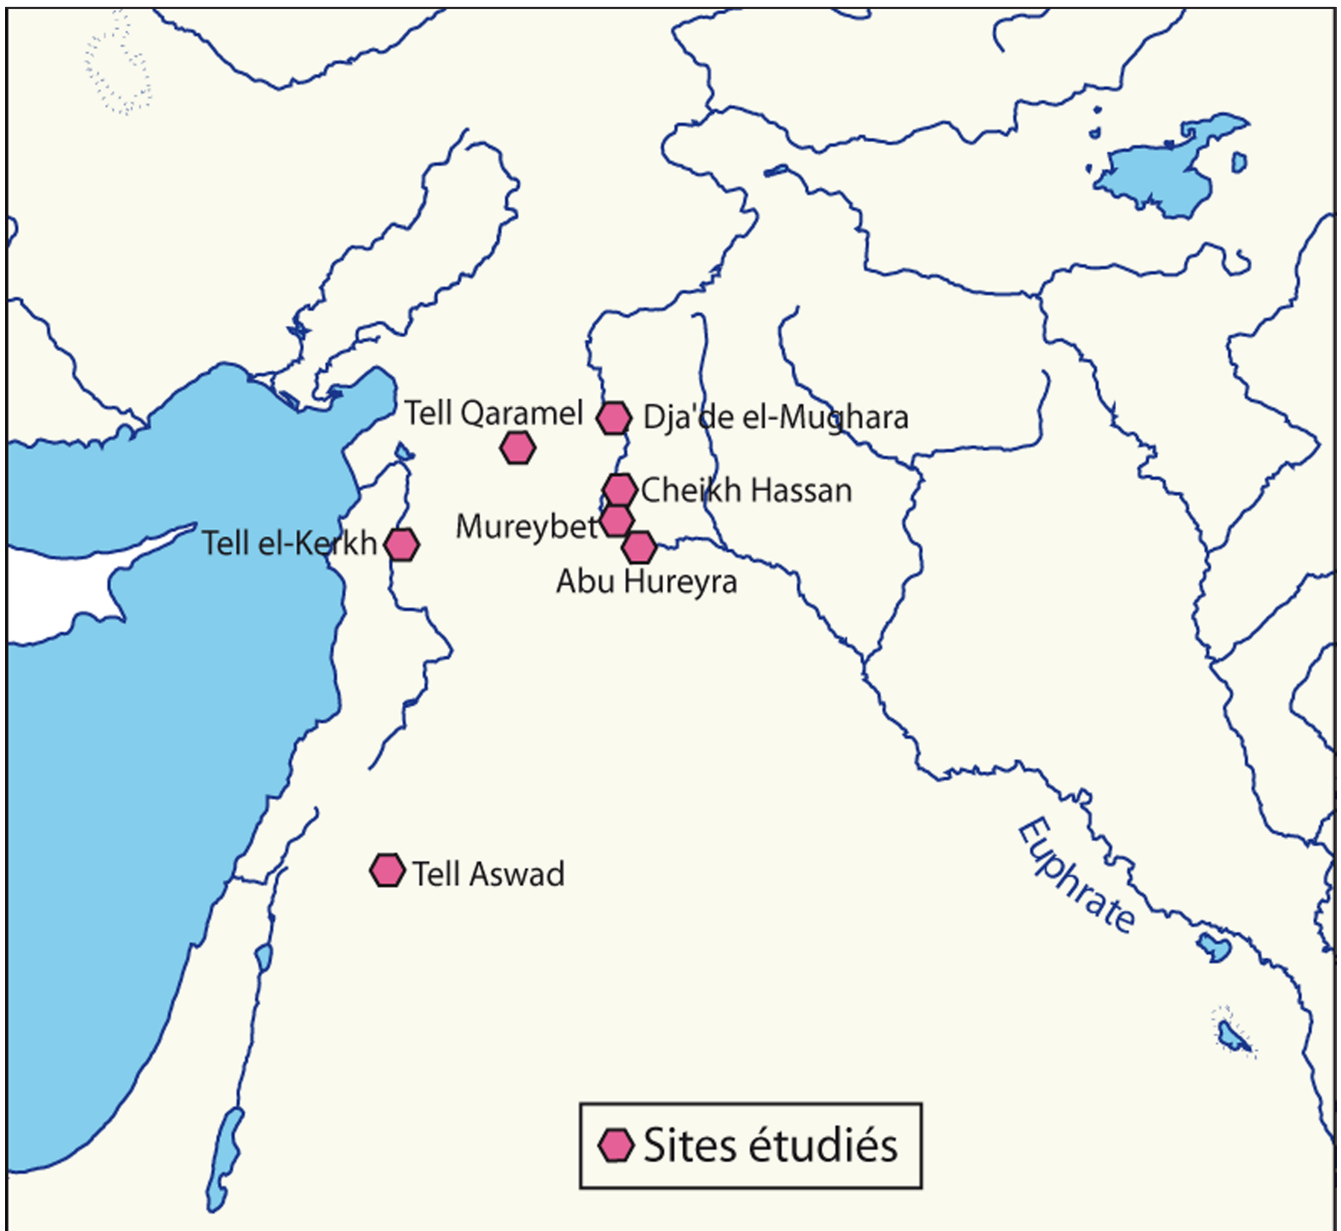 Tell Qaramel
Dja'de el-Mughara
Cheikh Hassan
Mureybet
Tell el-Kerkh
Abu Hureyra
Tell Aswad
Euphrate
Sites étudiés